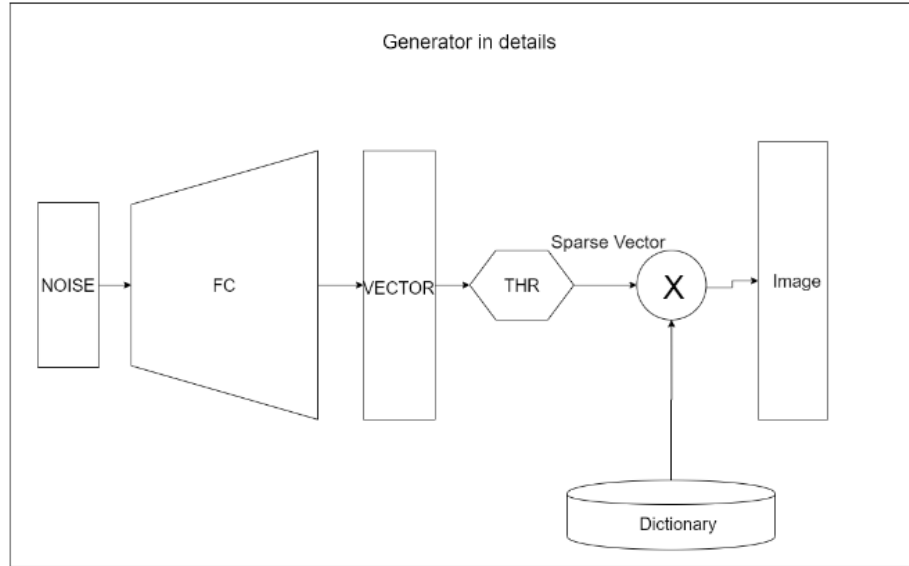 Generator in details
NOISE
FC
VECTOR
THR
Sparse Vector
X
Image
Dictionary